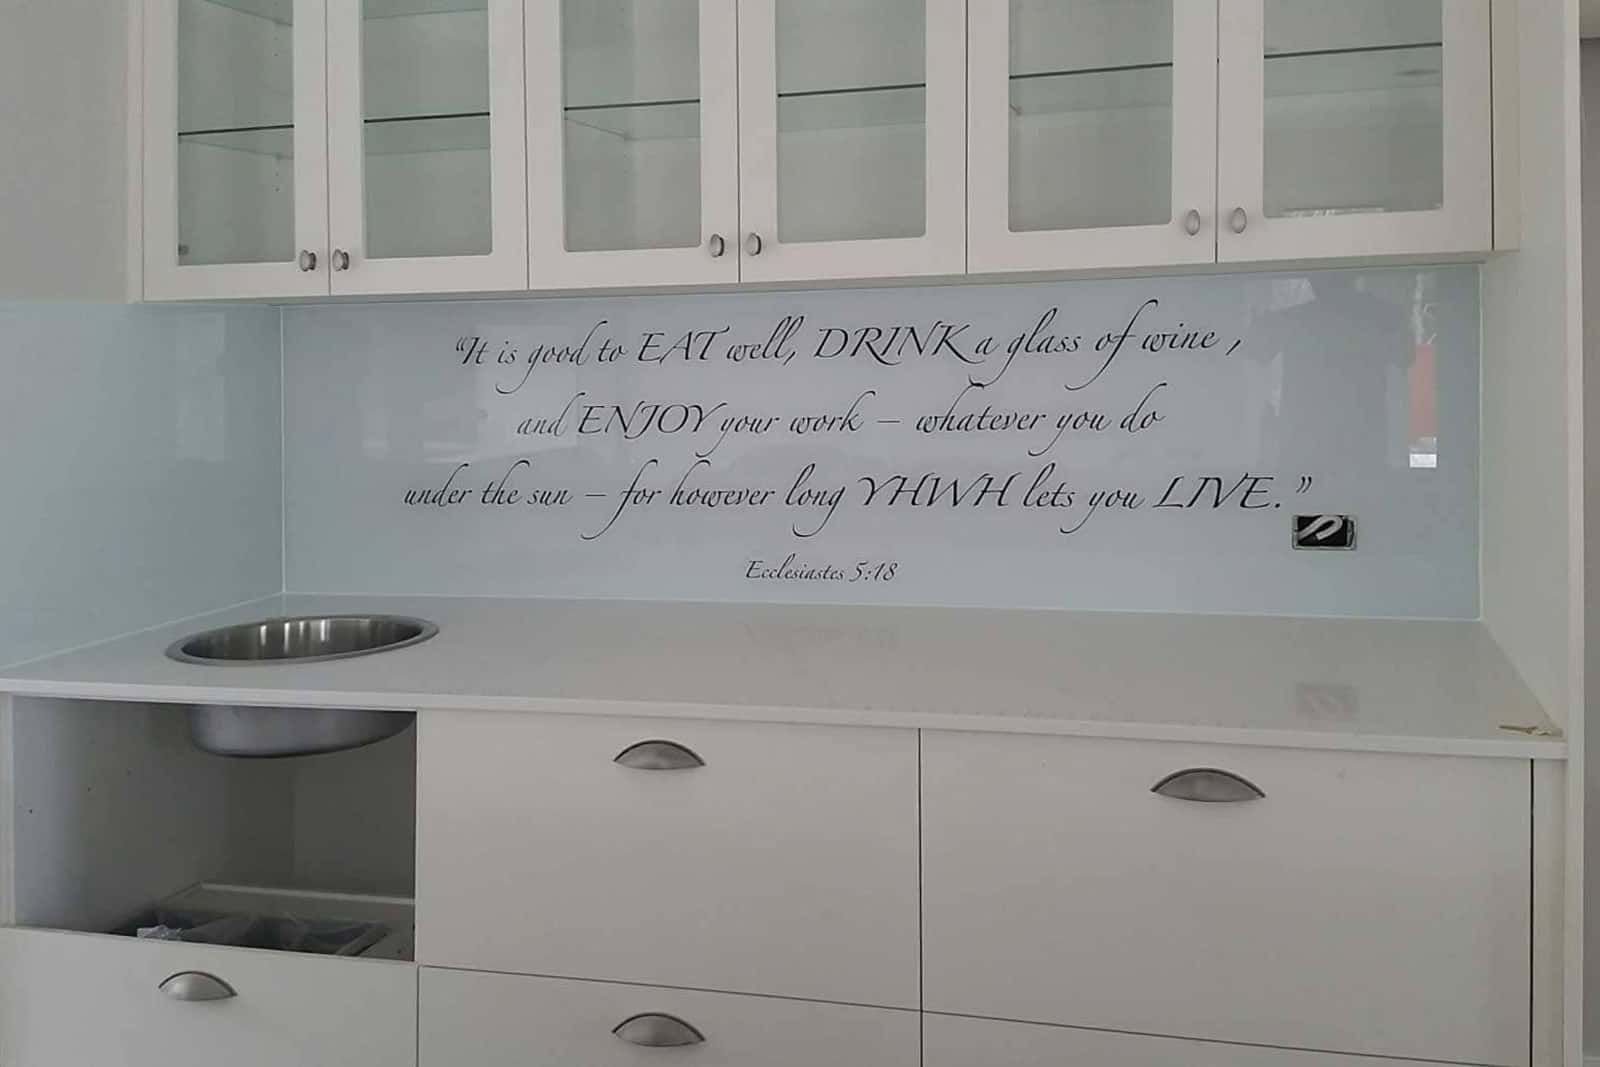 “It is good to EAT well, DRINK a glass of wine ,
and ENJOY your work – whatever you do
under the sun – for however long YHWH lets you LIVE.”
Ecclesiastes 5:18